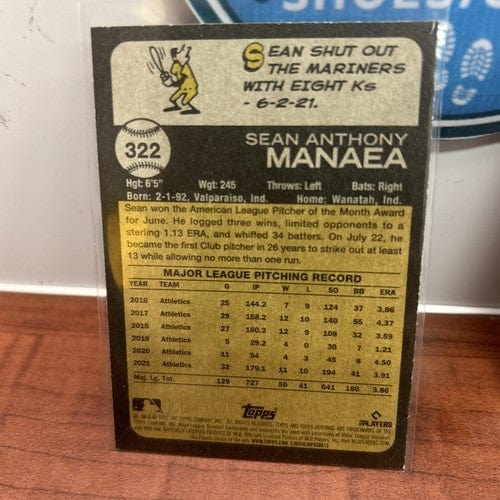 SHOES/A
SEAN SHUT OUT
THE MARINERS
WITH EIGHT KS
- 6-2-21.
322
SEAN ANTHONY
MANAEA
Hgt: 6'5" Wgt: 245 Throws: Left Bats: Right
Born: 2-1-92, Valparaiso, Ind. Home: Wanatah, Ind.
Sean won the American League Pitcher of the Month Award
for June. He logged three wins, limited opponents to a
sterling 1.13 ERA, and whiffed 34 batters. On July 22, he
became the first Club pitcher in 26 years to strike out at least
13 while allowing no more than one run.
MAJOR LEAGUE PITCHING RECORD
YEAR TEAM G IP W L SO BB ERA
2016 Athletics 25 144.2 7 9 124 37 3.86
2017 Athletics 29 158.2 12 10 140 55 4.37
2018 Athletics 27 160.2 12 9 108 32 3.59
2019 Athletics 5 29.2 4 0 30 7 1.21
2020 Athletics 11 54 4 3 45 8 4.50
2021 Athletics 32 179.1 11 10 194 41 3.91
Maj. Lg. Tot. 129 727 50 41 641 180 3.86
Topps
PLAYERS